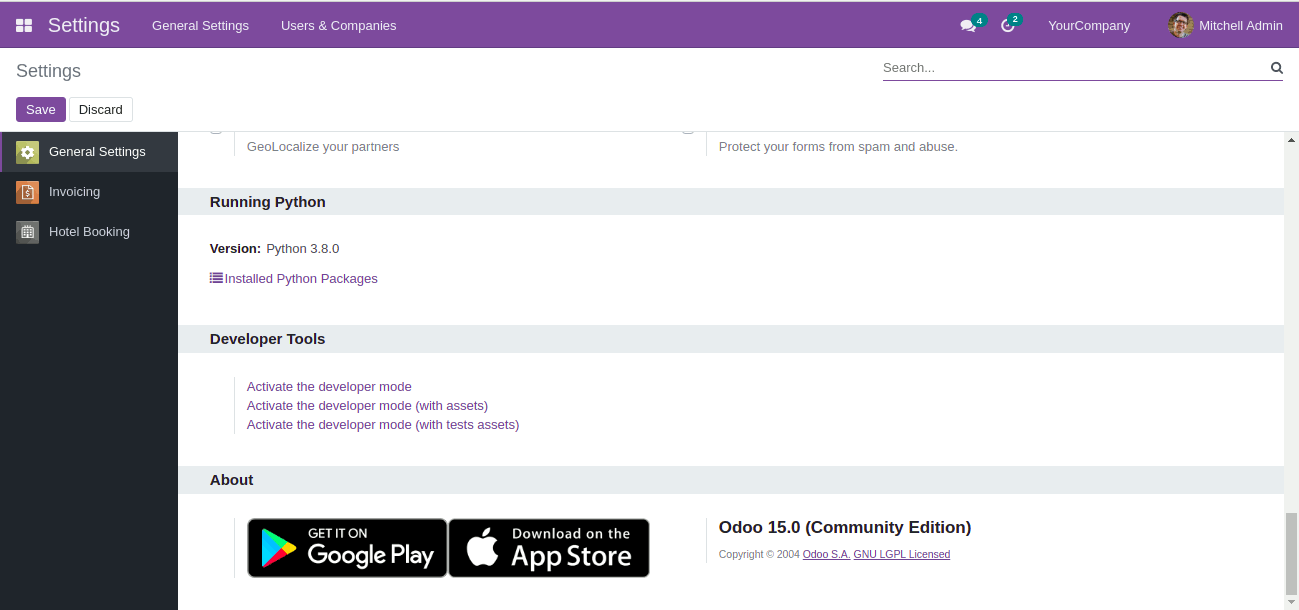 Settings General Settings Users & Companies 4 2 YourCompany Mitchell Admin
Settings Search...
Save Discard
General Settings
Invoicing
Hotel Booking
GeoLocalize your partners Protect your forms from spam and abuse.
Running Python
Version: Python 3.8.0
Installed Python Packages
Developer Tools
Activate the developer mode
Activate the developer mode (with assets)
Activate the developer mode (with tests assets)
About
GET IT ON
Google Play
Download on the
App Store
Odoo 15.0 (Community Edition)
Copyright © 2004 Odoo S.A. GNU LGPL Licensed